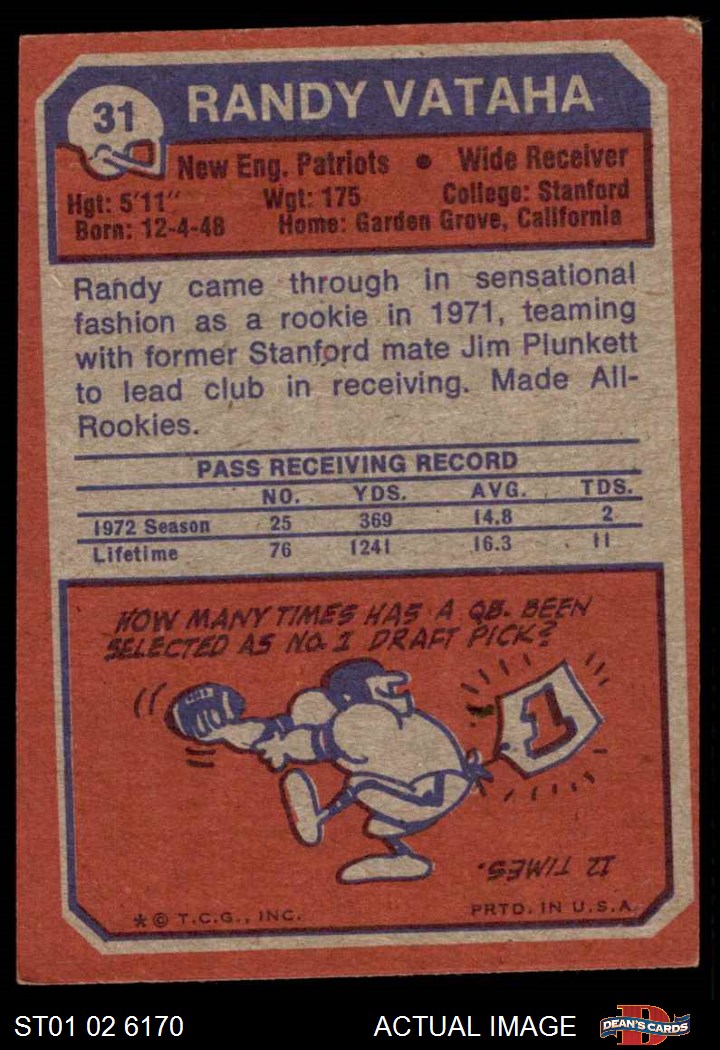 31
RANDY VATAHA
New Eng. Patriots • Wide Receiver
Hgt: 5'11" Wgt: 175 College: Stanford
Born: 12-4-48 Home: Garden Grove, California
Randy came through in sensational
fashion as a rookie in 1971, teaming
with former Stanford mate Jim Plunkett
to lead club in receiving. Made All-
Rookies.
PASS RECEIVING RECORD
NO. YDS. AVG. TDS.
1972 Season 25 369 14.8 2
Lifetime 76 1241 16.3 11
HOW MANY TIMES HAS A QB. BEEN
SELECTED AS NO. 1 DRAFT PICK?
1
12 TIMES.
* © T.C.G., INC. PRTD. IN U.S.A.
ST01 02 6170 ACTUAL IMAGE D DEAN'S CARDS